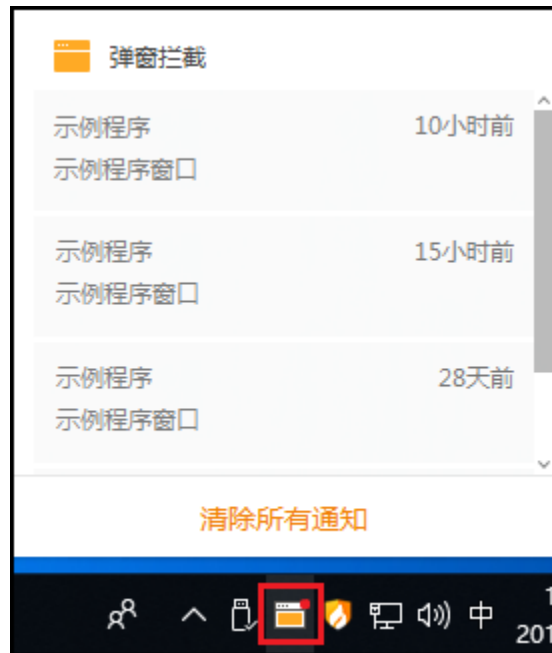 弹窗拦截
示例程序 10小时前
示例程序窗口
示例程序 15小时前
示例程序窗口
示例程序 28天前
示例程序窗口
清除所有通知
中
1
201